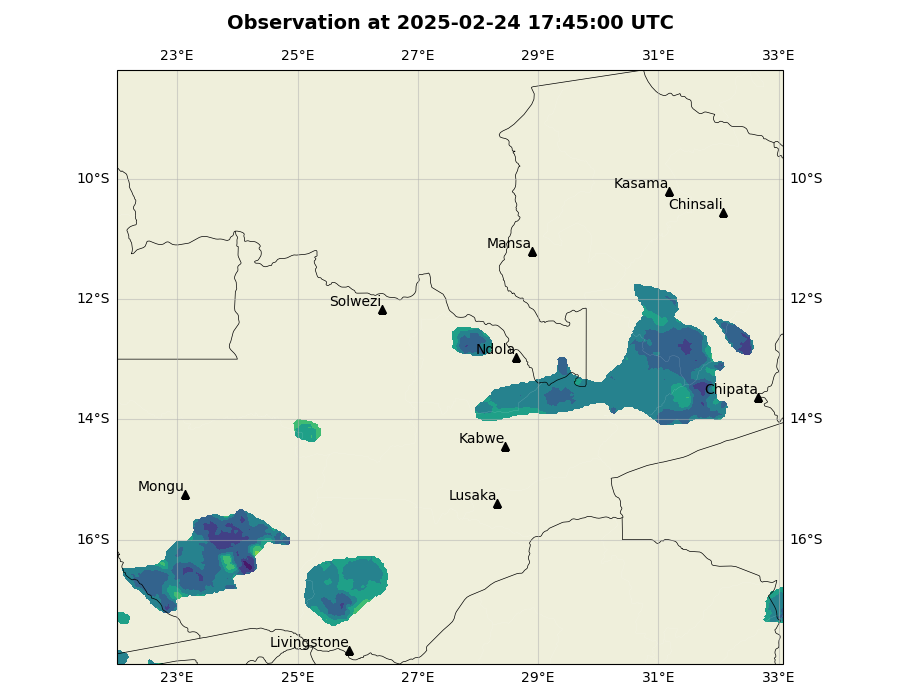 Observation at 2025-02-24 17:45:00 UTC
23°E 25°E 27°E 29°E 31°E 33°E
10°S 10°S
Kasama
Chinsali
Mansa
12°S 12°S
Solwezi
Ndola
Chipata
14°S 14°S
Kabwe
Mongu
Lusaka
16°S 16°S
Livingstone
23°E 25°E 27°E 29°E 31°E 33°E